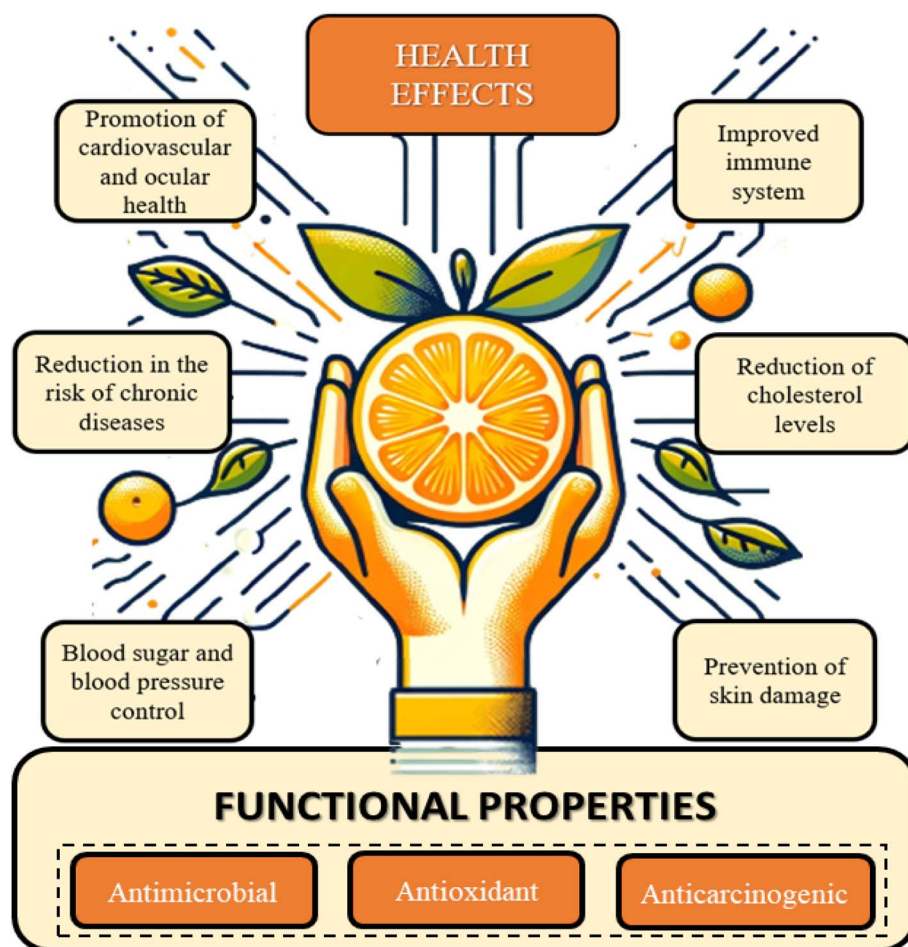 HEALTH
EFFECTS
Promotion of
cardiovascular
and ocular
health
Improved
immune
system
Reduction in the
risk of chronic
diseases
Reduction of
cholesterol
levels
Blood sugar and
blood pressure
control
Prevention of
skin damage
FUNCTIONAL PROPERTIES
Antimicrobial
Antioxidant
Anticarcinogenic